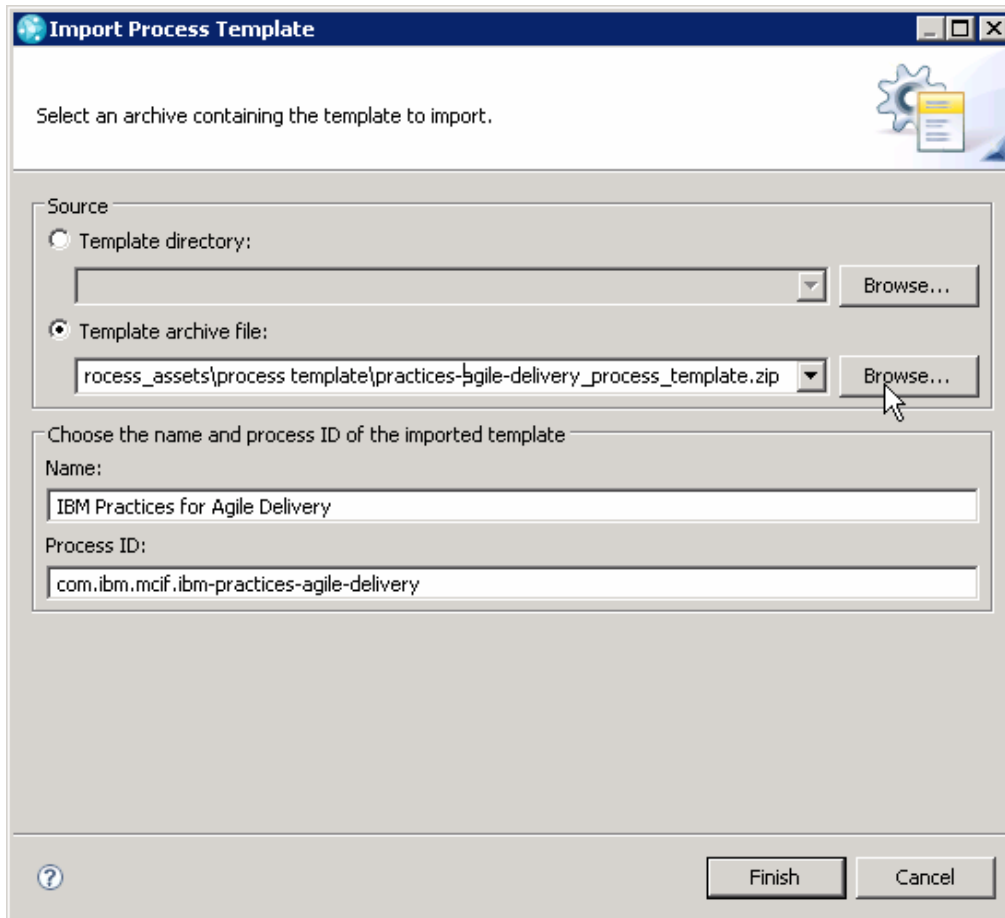 Import Process Template
Select an archive containing the template to import.
Source
Template directory:
Browse...
Template archive file:
rocess_assets\process template\practices-agile-delivery_process_template.zip
Browse...
Choose the name and process ID of the imported template
Name:
IBM Practices for Agile Delivery
Process ID:
com.ibm.mcif.ibm-practices-agile-delivery
?
Finish
Cancel